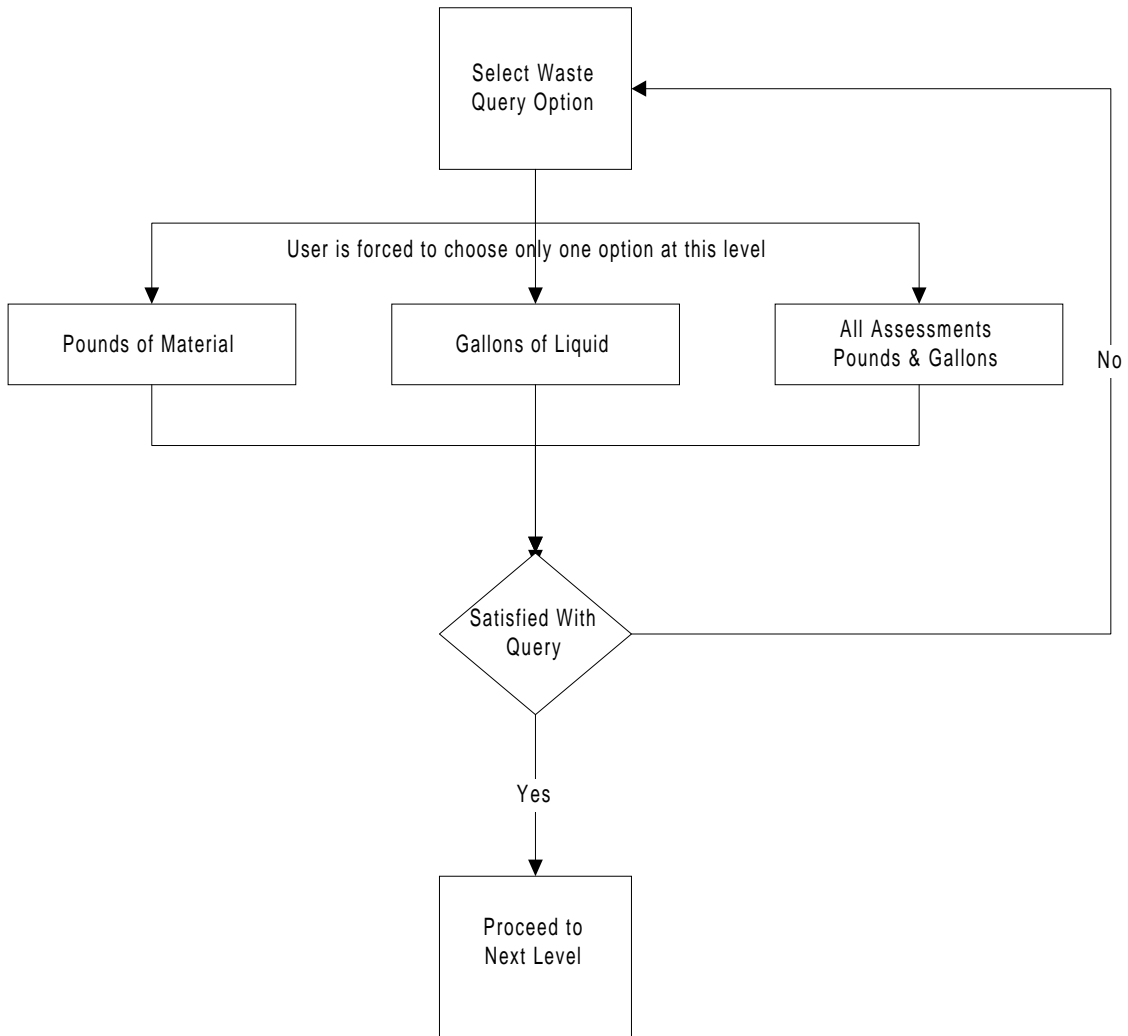 Select Waste
Query Option
User is forced to choose only one option at this level
Pounds of Material
Gallons of Liquid
All Assessments
Pounds & Gallons
No
Satisfied With
Query
Yes
Proceed to
Next Level